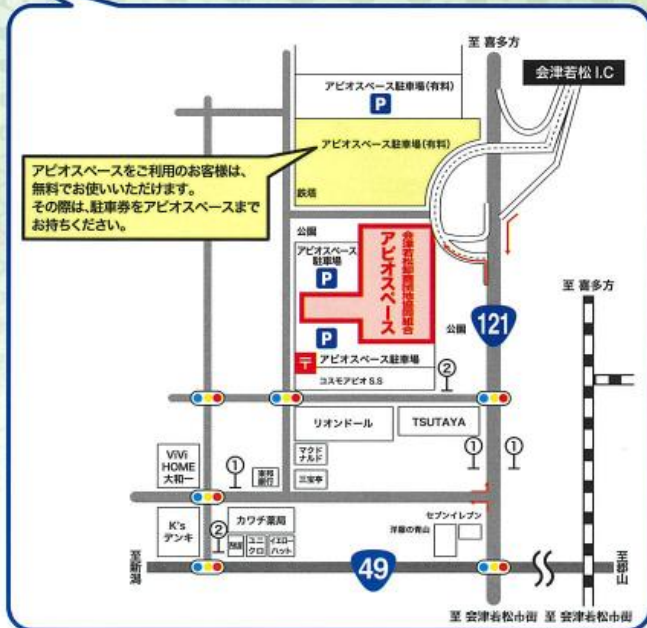 至 喜多方
会津若松 I.C
アピオスペース駐車場(有料)
P
アピオスペース駐車場(有料)
アピオスペースをご利用のお客様は、
無料でお使いいただけます。
その際は、駐車券をアピオスペースまで
お持ちください。
鉄塔
公園
アピオスペース
駐車場
P
会津若松卸商団地協同組合
アピオスペース
至 喜多方
121
公園
P
〒
アピオスペース駐車場
②
コスモアピオS.S
リオンドール
TSUTAYA
①
①
マクド
ナルド
ViVi
HOME
大和一
①
東邦
銀行
三宝亭
セブンイレブン
洋服の青山
K's
デンキ
②
カワチ薬局
ユニ
クロ
イエロー
ハット
至新潟
49
至郡山
至 会津若松市街
至 会津若松市街